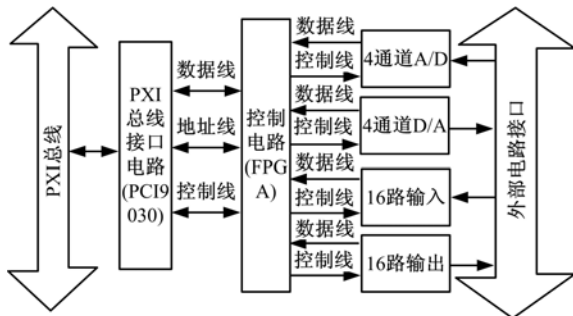 PXI总线
PXI
总线
接口
电路
(PCI9
030)
数据线
地址线
控制线
控制
电路
(FPG
A)
数据线
控制线
数据线
控制线
数据线
控制线
数据线
控制线
4通道A/D
4通道D/A
16路输入
16路输出
外部电路接口